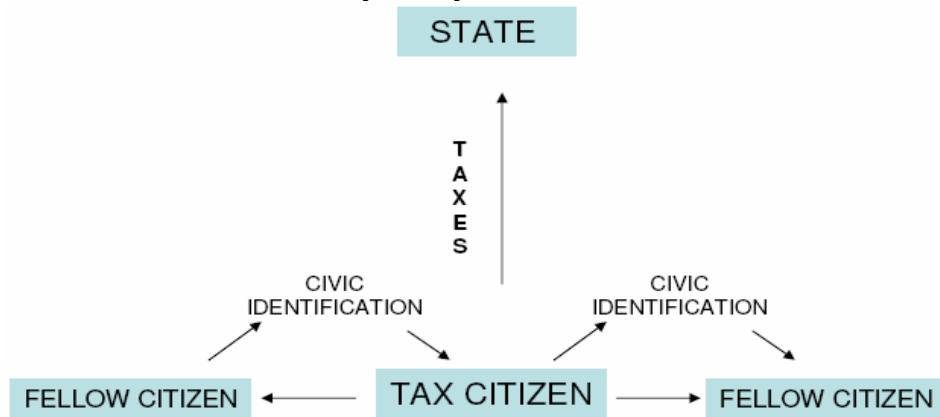 STATE
T
A
X
E
S
CIVIC
IDENTIFICATION
CIVIC
IDENTIFICATION
FELLOW CITIZEN
TAX CITIZEN
FELLOW CITIZEN